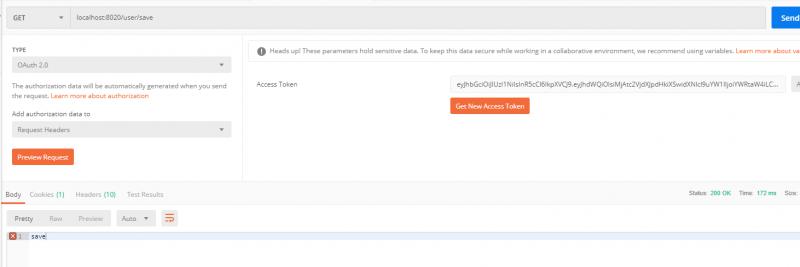 GET localhost:8020/user/save Send
TYPE
OAuth 2.0
The authorization data will be automatically generated when you send
the request. Learn more about authorization
Add authorization data to
Request Headers
Preview Request
Heads up! These parameters hold sensitive data. To keep this data secure while working in a collaborative environment, we recommend using variables. Learn more about va
Access Token
Get New Access Token
Body Cookies (1) Headers (10) Test Results Status: 200 OK Time: 172 ms Size:
Pretty Raw Preview Auto
1 save